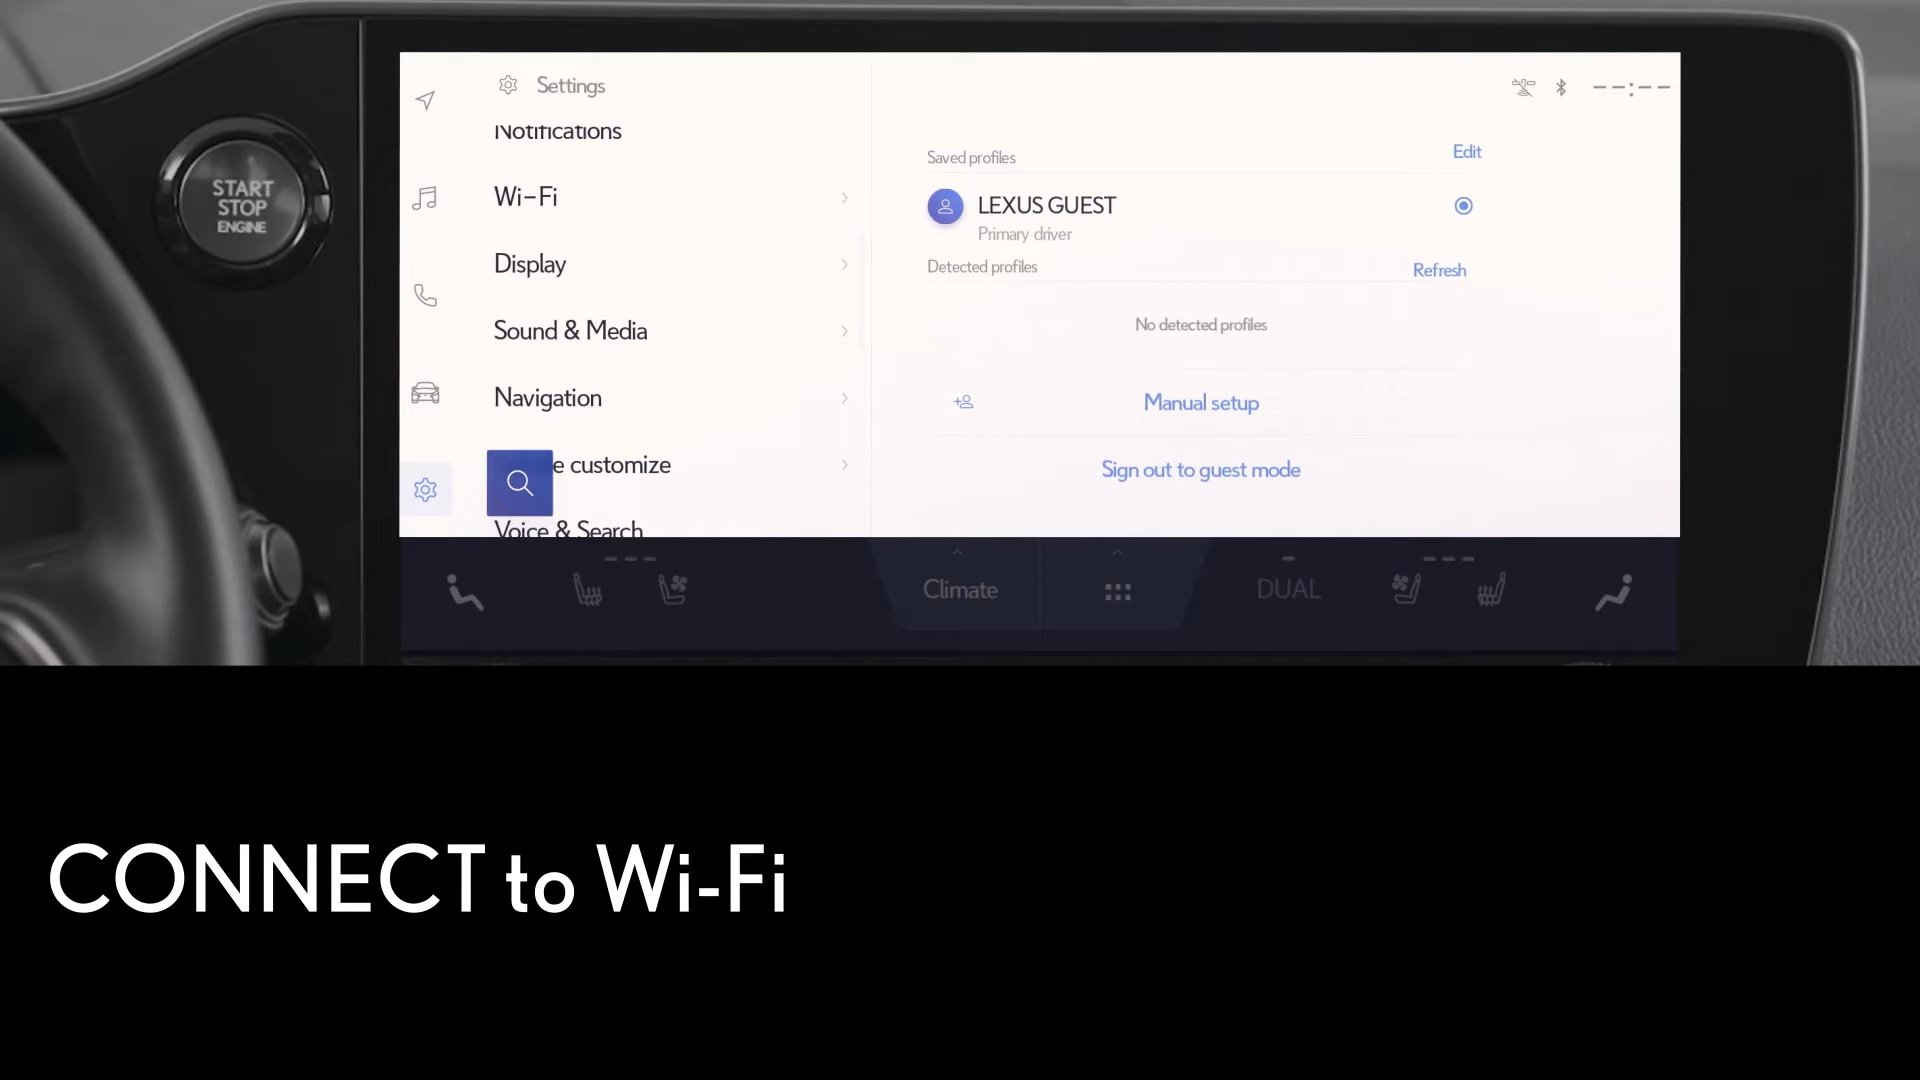 START
STOP
ENGINE
Settings
Notifications
Wi-Fi
Display
Sound & Media
Navigation
e customize
Voice & Search
--:--
Saved profiles
Edit
LEXUS GUEST
Primary driver
Detected profiles
Refresh
No detected profiles
Manual setup
Sign out to guest mode
Climate
DUAL
CONNECT to Wi-Fi